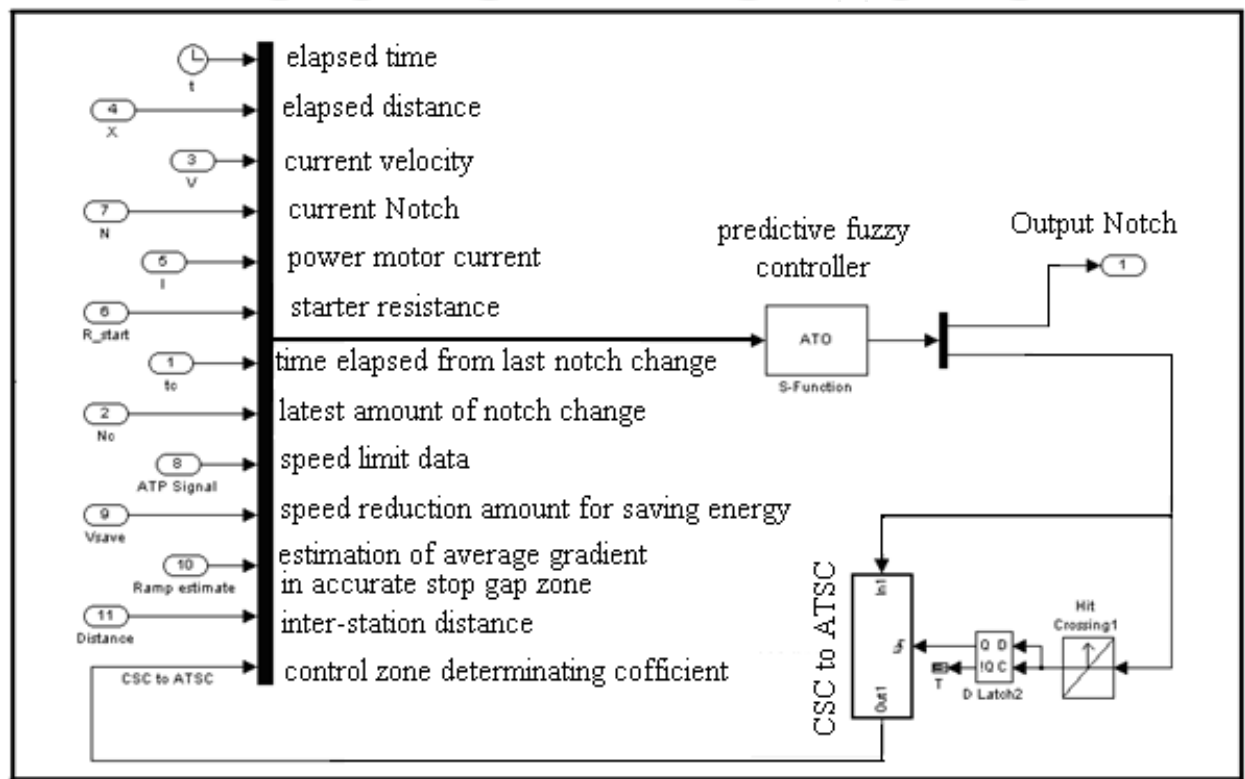 elapsed time
t
4
elapsed distance
X
3
current velocity
V
7
current Notch
N
5
power motor current
I
6
starter resistance
R_start
1
time elapsed from last notch change
tc
2
latest amount of notch change
Nc
8
speed limit data
ATP Signal
9
speed reduction amount for saving energy
Vsave
10
estimation of average gradient
in accurate stop gap zone
Ramp estimate
11
inter-station distance
Distance
control zone determinating cofficient
CSC to ATSC
predictive fuzzy
controller
ATO
S-Function
Output Notch
1
CSC to ATSC
In1
Out1
Q D
!Q C
D Latch2
T
Hit
Crossing1